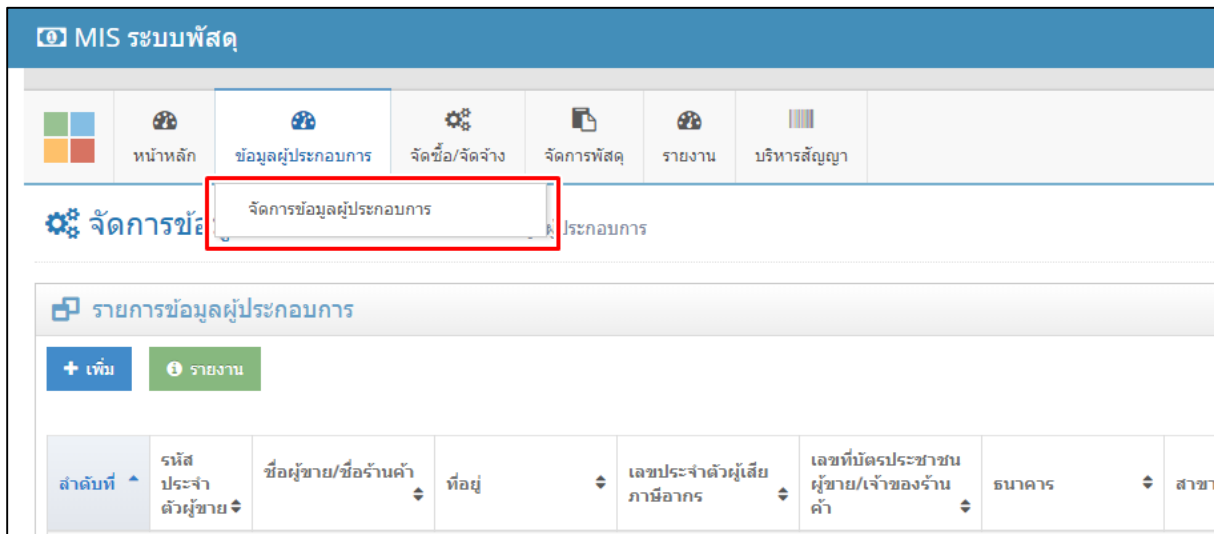 MIS ระบบพัสดุ
หน้าหลัก
ข้อมูลผู้ประกอบการ
จัดซื้อ/จัดจ้าง
จัดการพัสดุ
รายงาน
บริหารสัญญา
จัดการข้อมูลผู้ประกอบการ
จัดการข้อ
ประกอบการ
รายการข้อมูลผู้ประกอบการ
เพิ่ม
รายงาน
ลำดับที่
รหัส
ประจำ
ตัวผู้ขาย
ชื่อผู้ขาย/ชื่อร้านค้า
ที่อยู่
เลขประจำตัวผู้เสีย
ภาษีอากร
เลขที่บัตรประชาชน
ผู้ขาย/เจ้าของร้าน
ค้า
ธนาคาร
สาขา